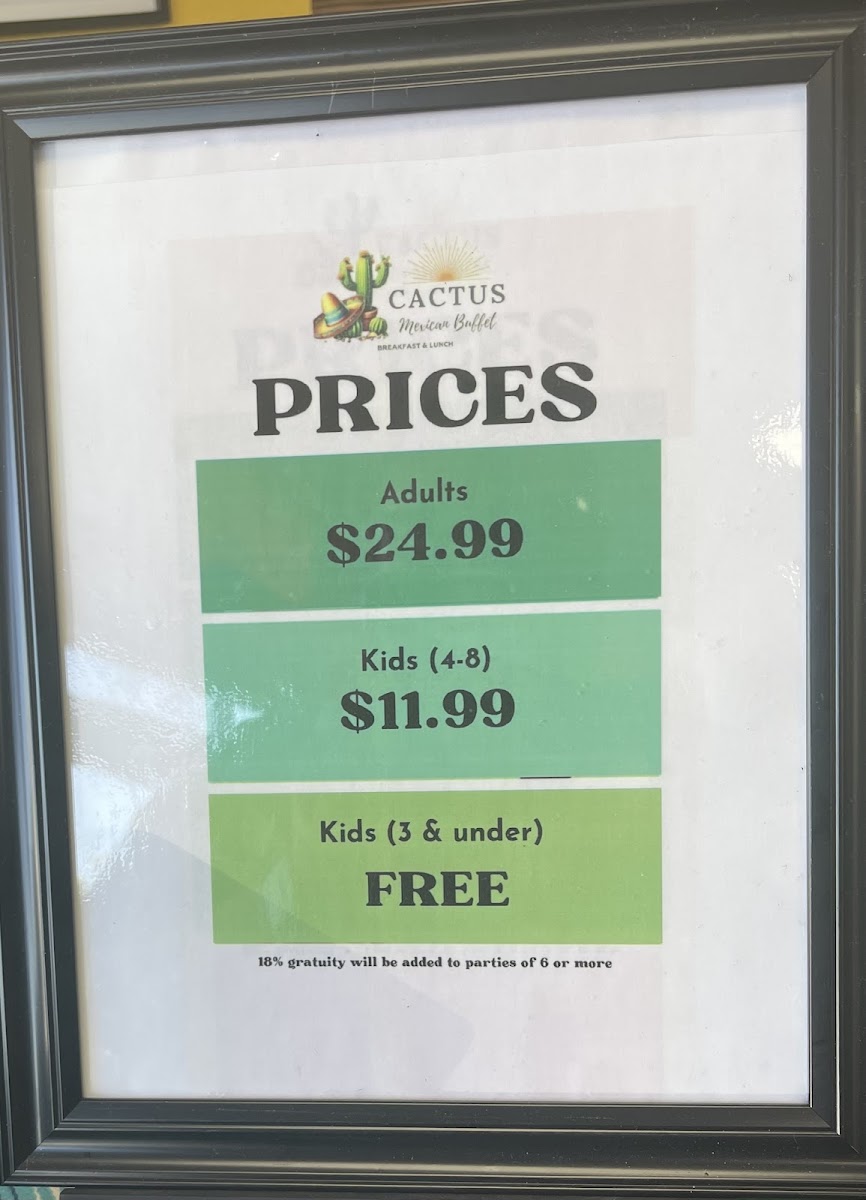 CACTUS
Mexican Buffet
BREAKFAST & LUNCH
PRICES
Adults
$24.99
Kids (4-8)
$11.99
Kids (3 & under)
FREE
18% gratuity will be added to parties of 6 or more